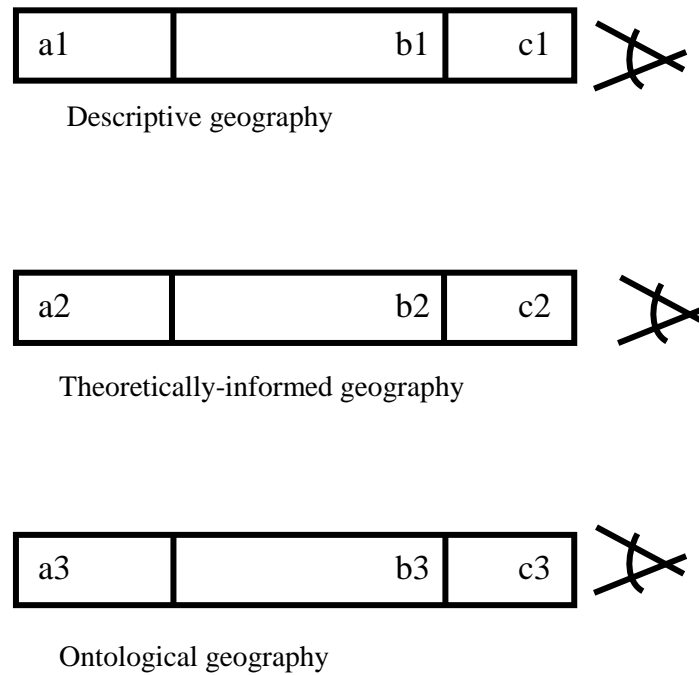 a1 b1 c1
Descriptive geography
a2 b2 c2
Theoretically-informed geography
a3 b3 c3
Ontological geography